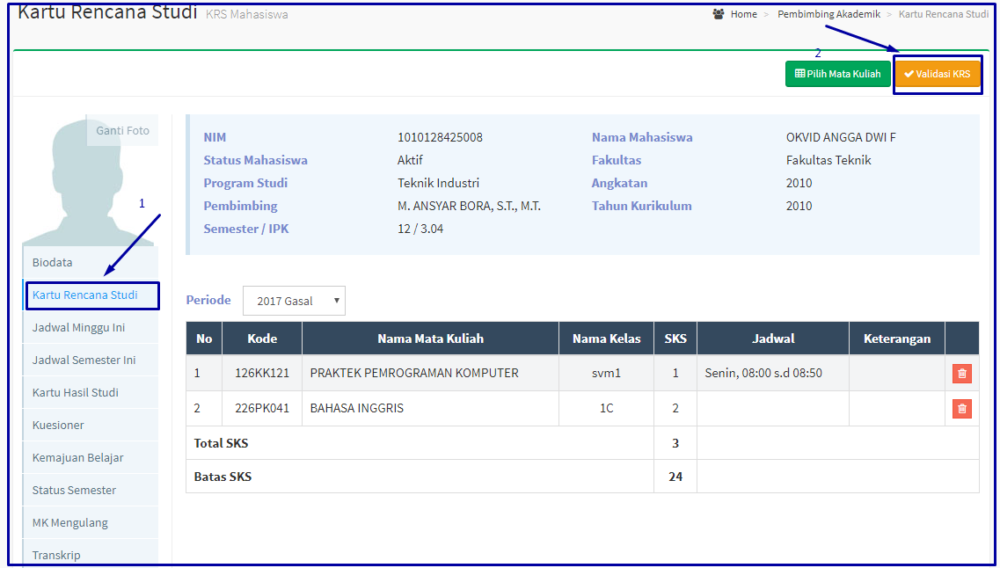 Kartu Rencana Studi KRS Mahasiswa
Home > Pembimbing Akademik > Kartu Rencana Studi
2
Pilih Mata Kuliah Validasi KRS
Ganti Foto
1
Biodata
Kartu Rencana Studi
Jadwal Minggu Ini
Jadwal Semester Ini
Kartu Hasil Studi
Kuesioner
Kemajuan Belajar
Status Semester
MK Mengulang
Transkrip
NIM 1010128425008 Nama Mahasiswa OKVID ANGGA DWI F
Status Mahasiswa Aktif Fakultas Fakultas Teknik
Program Studi Teknik Industri Angkatan 2010
Pembimbing M. ANSYAR BORA, S.T., M.T. Tahun Kurikulum 2010
Semester / IPK 12 / 3.04
Periode 2017 Gasal
No Kode Nama Mata Kuliah Nama Kelas SKS Jadwal Keterangan
1 126KK121 PRAKTEK PEMROGRAMAN KOMPUTER svm1 1 Senin, 08:00 s.d 08:50
2 226PK041 BAHASA INGGRIS 1C 2
Total SKS 3
Batas SKS 24